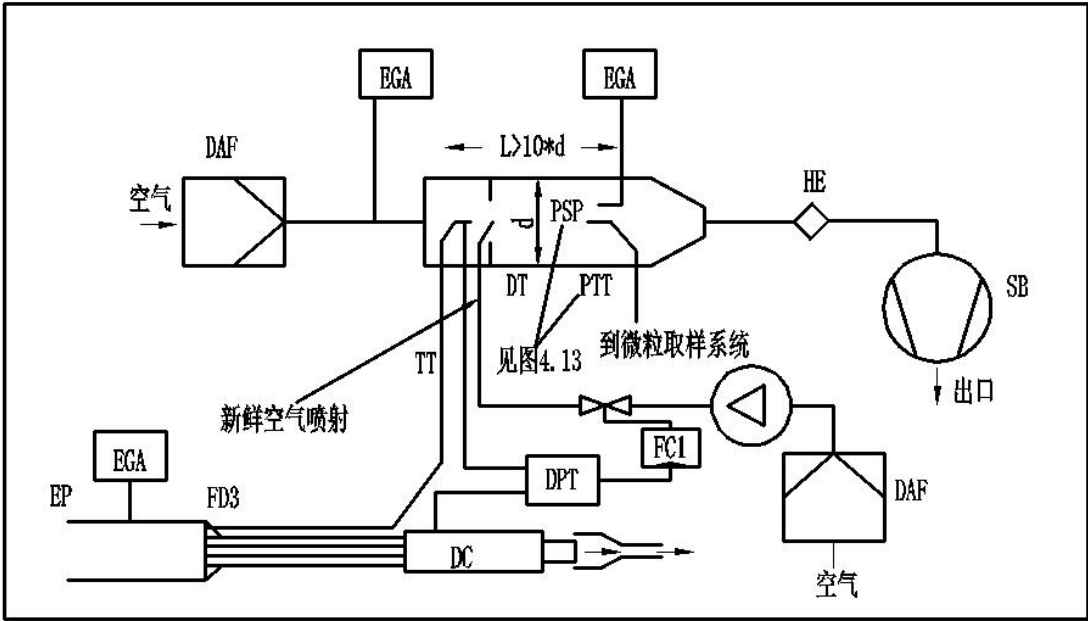 EGA
EGA
L>10*d
DAF
空气
HE
PSP
d
DT
PTT
SB
到微粒取样系统
见图4.13
TT
出口
新鲜空气喷射
FC1
EGA
DPT
EP
FD3
DAF
DC
空气